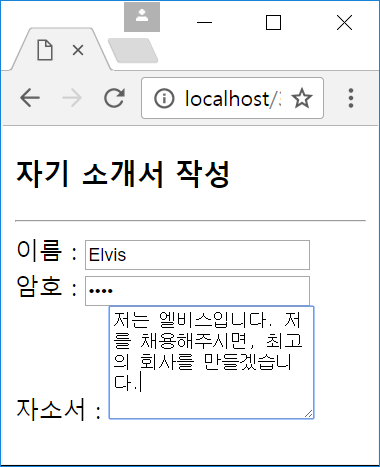 localhost/
자기 소개서 작성
이름 : Elvis
암호 : ••••
저는 엘비스입니다. 저
를 채용해주시면, 최고
의 회사를 만들겠습니
다.
자소서 :